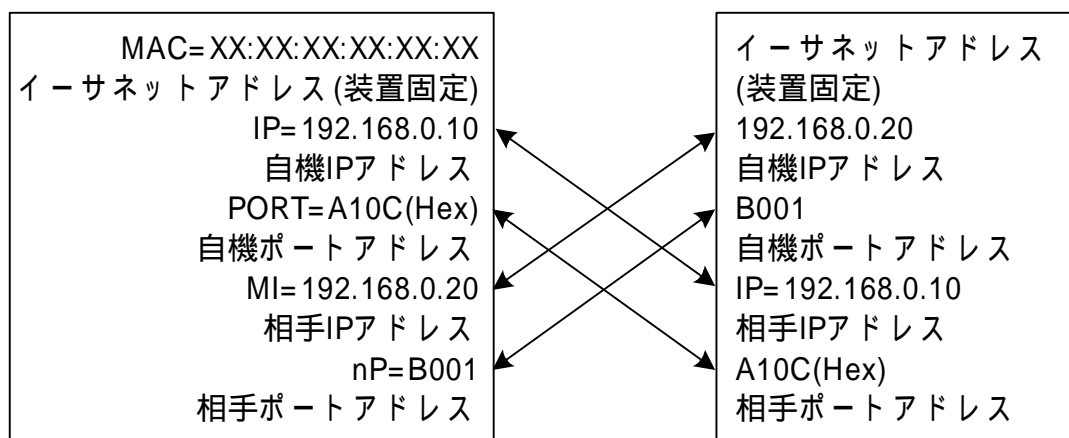 MAC=XX:XX:XX:XX:XX:XX
イーサネットアドレス(装置固定)
IP=192.168.0.10
自機IPアドレス
PORT=A10C(Hex)
自機ポートアドレス
MI=192.168.0.20
相手IPアドレス
nP=B001
相手ポートアドレス
イーサネットアドレス
(装置固定)
192.168.0.20
自機IPアドレス
B001
自機ポートアドレス
IP=192.168.0.10
相手IPアドレス
A10C(Hex)
相手ポートアドレス